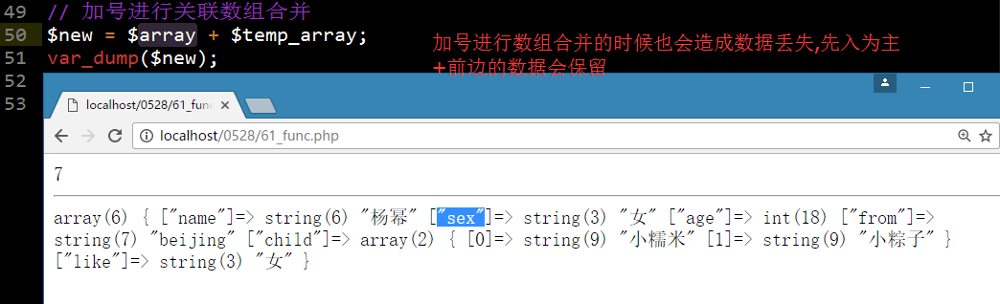 49 // 加号进行关联数组合并
50 $new = $array + $temp_array;
51 var_dump($new);
加号进行数组合并的时候也会造成数据丢失,先入为主
+前边的数据会保留
52
53
localhost/0528/61_func
localhost/0528/61_func.php
7
array(6) { ["name"]=> string(6) "杨幂" ["sex"]=> string(3) "女" ["age"]=> int(18) ["from"]=>
string(7) "beijing" ["child"]=> array(2) { [0]=> string(9) "小糯米" [1]=> string(9) "小粽子" }
["like"]=> string(3) "女" }